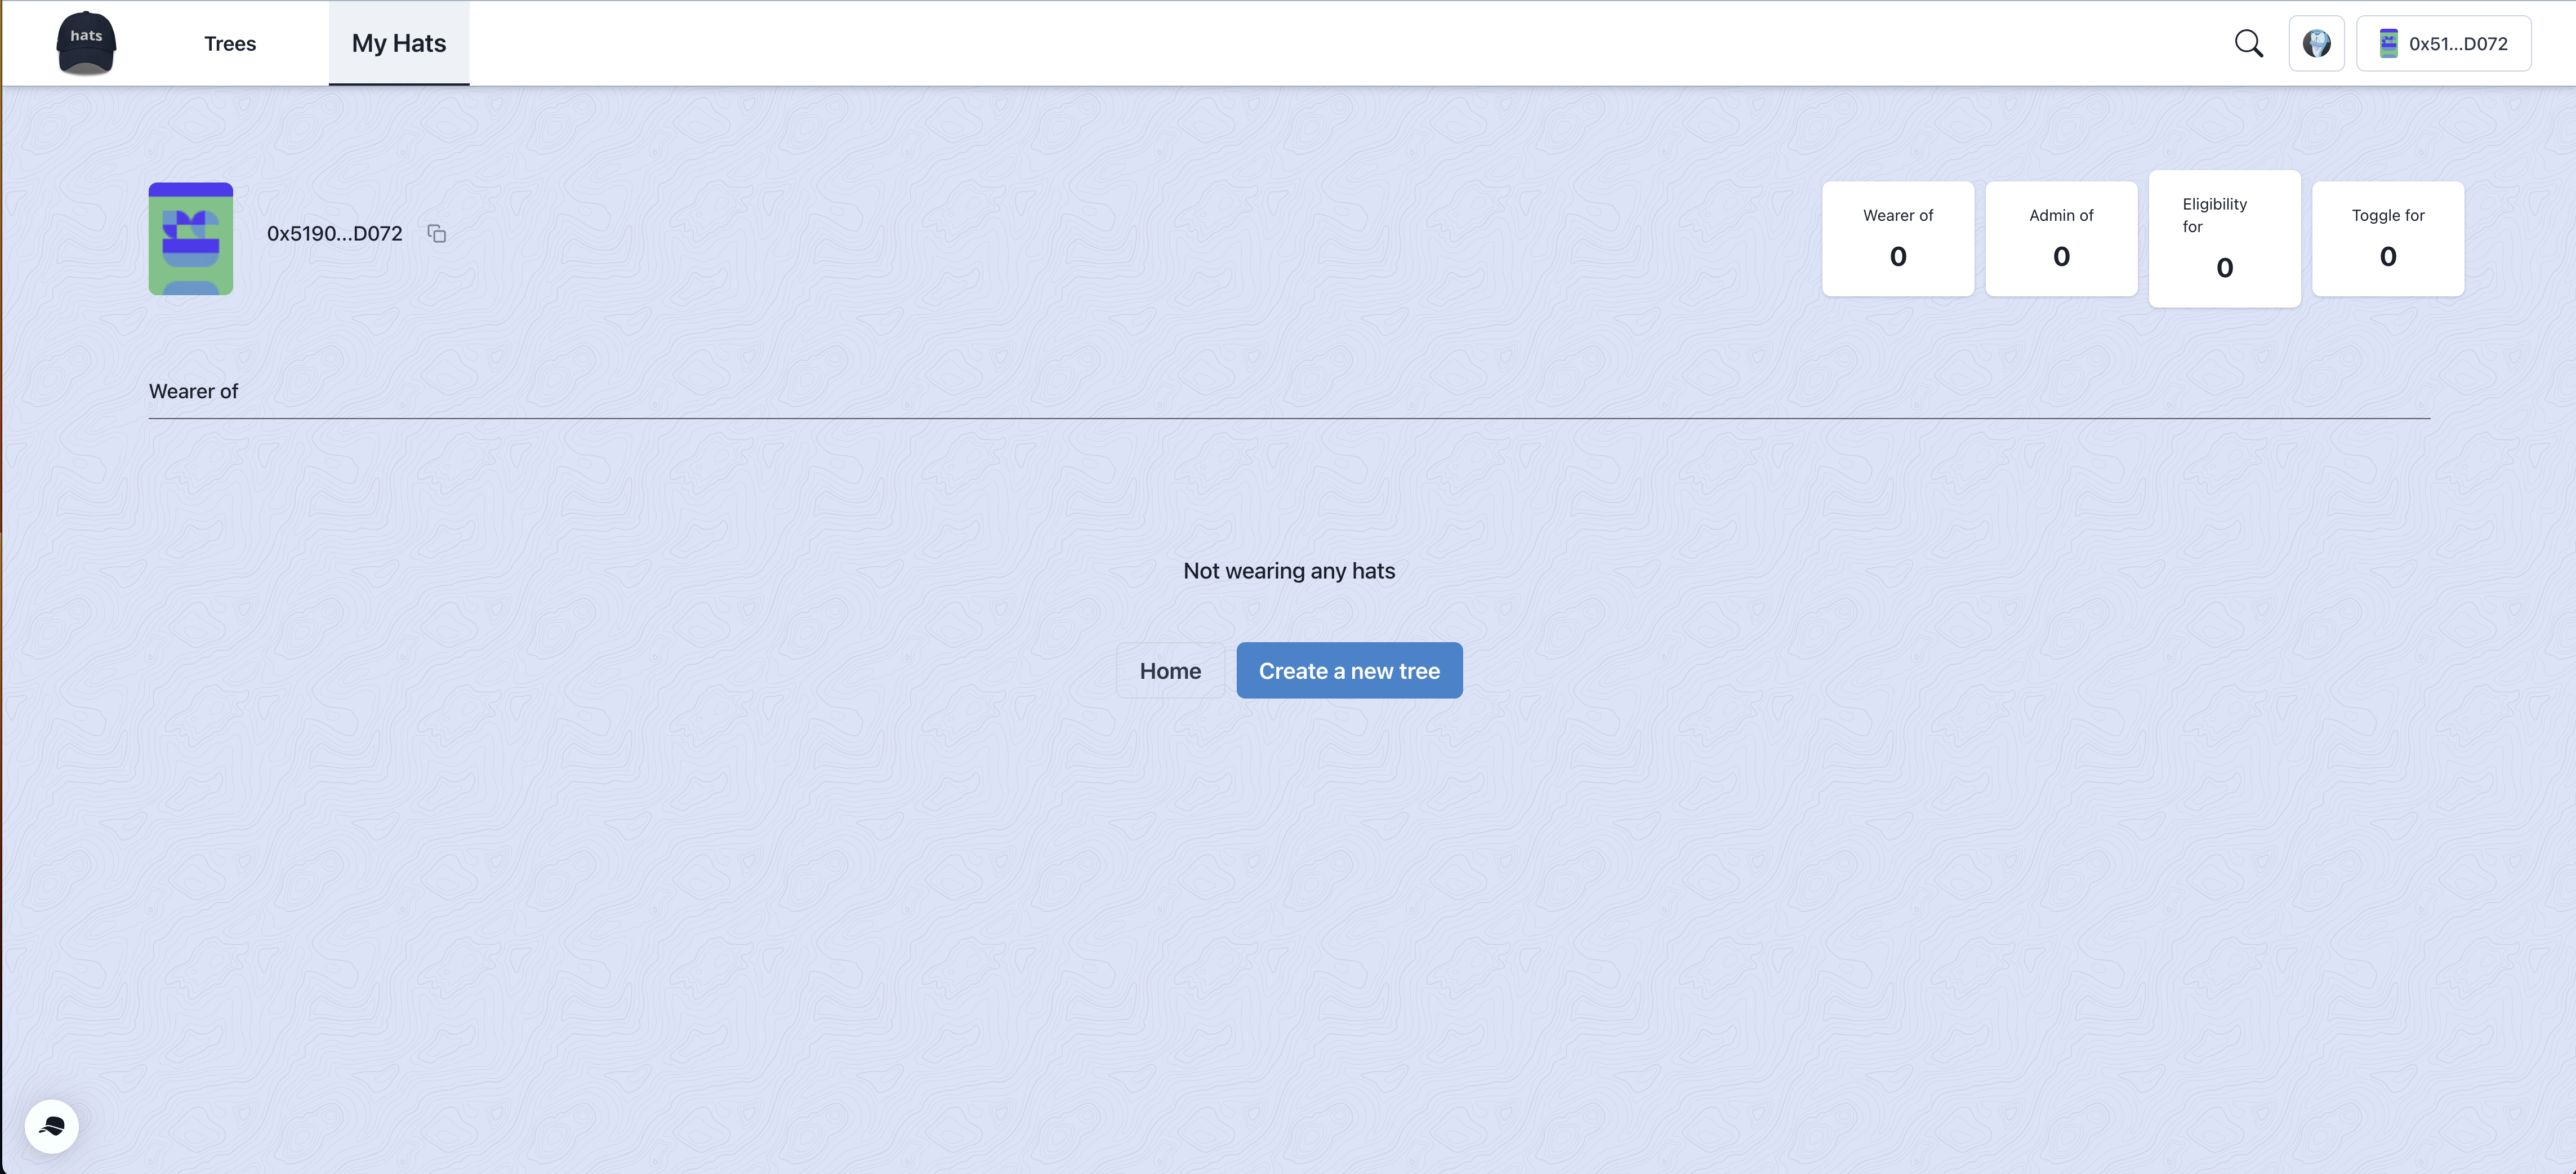 hats
Trees
My Hats
0x51...D072
0x5190...D072
Wearer of
0
Admin of
0
Eligibility
for
0
Toggle for
0
Wearer of
Not wearing any hats
Home
Create a new tree